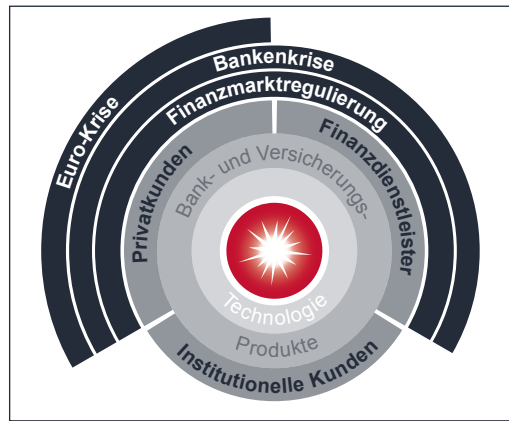 Euro-Krise
Bankenkrise
Finanzmarktregulierung
Privatkunden
Finanzdienstleister
Bank- und Versicherungs-
Technologie
Produkte
Institutionelle Kunden